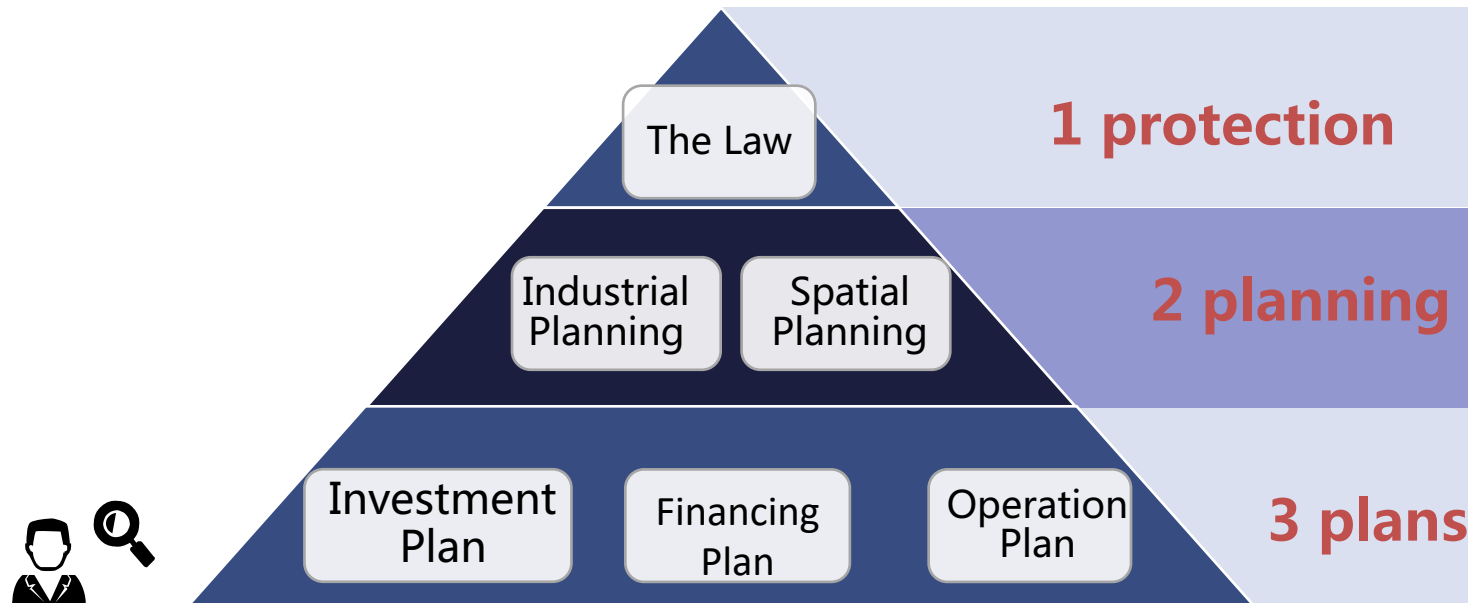 The Law
1 protection
Industrial
Planning
Spatial
Planning
2 planning
Investment
Plan
Financing
Plan
Operation
Plan
3 plans